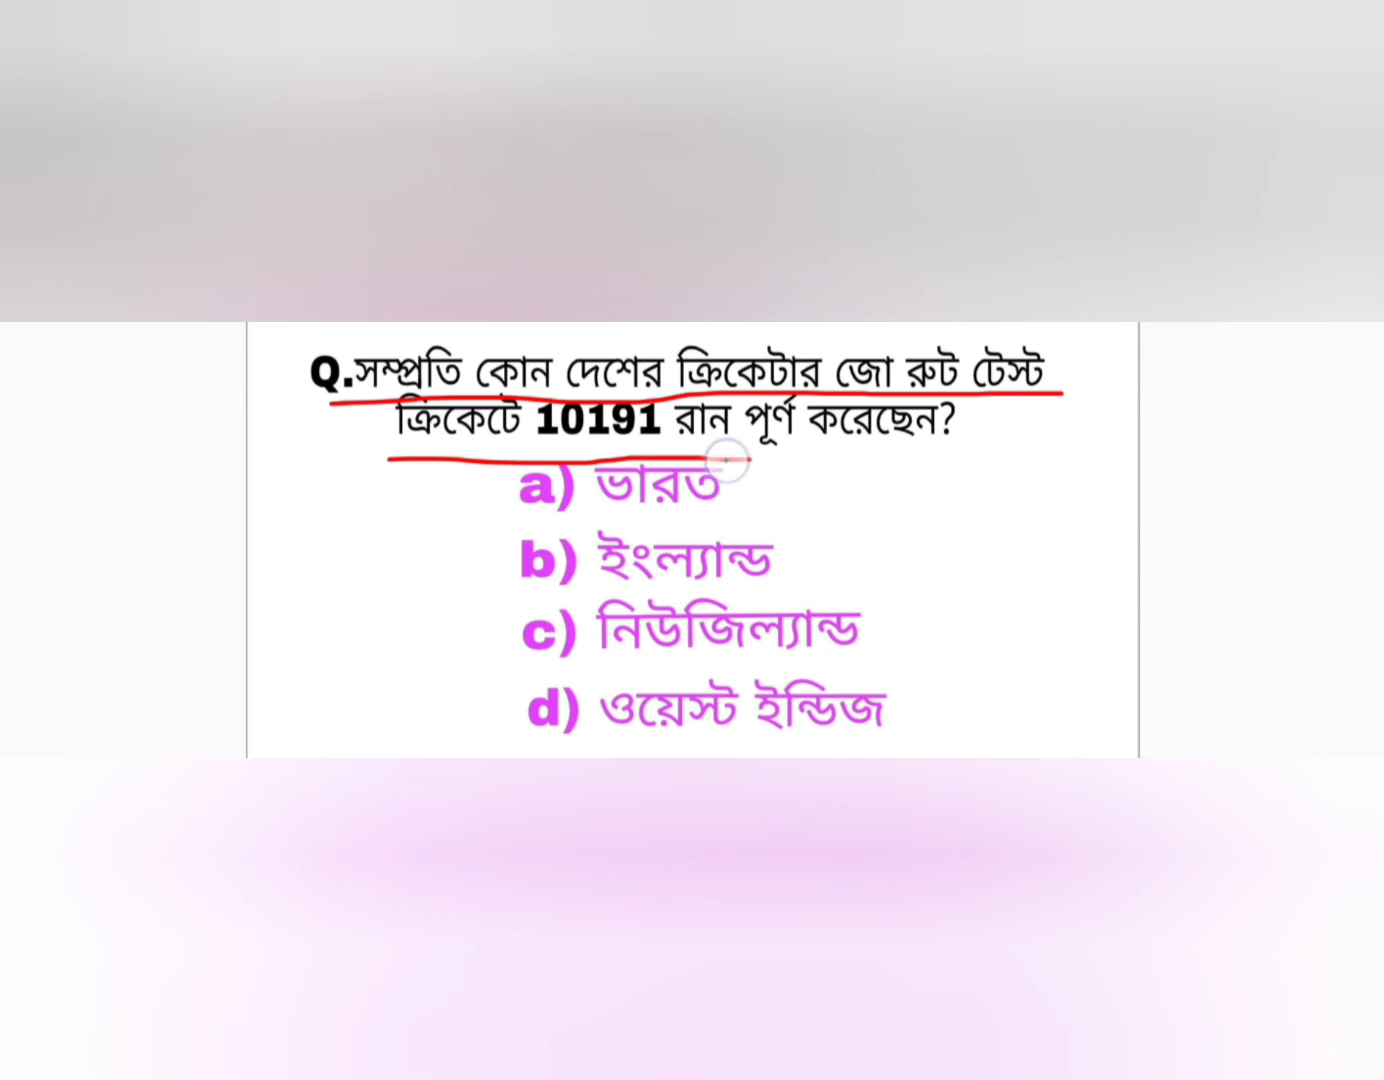 Q.সম্প্রতি কোন দেশের ক্রিকেটার জো রুট টেস্ট
ক্রিকেটে 10191 রান পূর্ণ করেছেন?
a) ভারত
b) ইংল্যান্ড
c) নিউজিল্যান্ড
d) ওয়েস্ট ইন্ডিজ